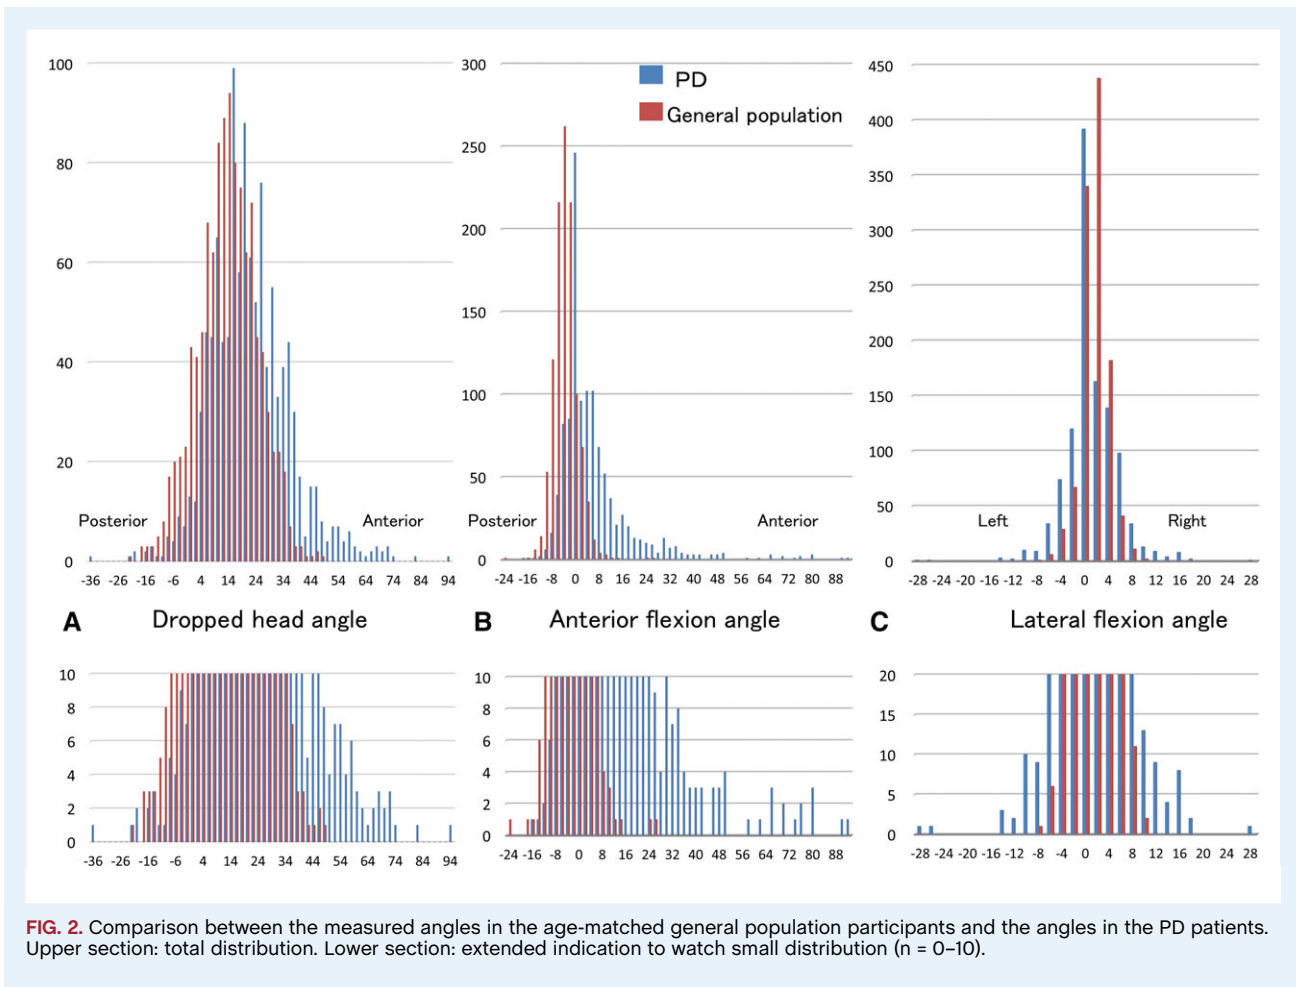 100
80
60
40
20
0
Posterior
Anterior
-36 -26 -16 -6 4 14 24 34 44 54 64 74 84 94
300
250
200
150
100
50
0
PD
General population
Posterior
Anterior
-24 -16 -8 0 8 16 24 32 40 48 56 64 72 80 88
450
400
350
300
250
200
150
100
50
0
Left
Right
-28 -24 -20 -16 -12 -8 -4 0 4 8 12 16 20 24 28
A Dropped head angle
B Anterior flexion angle
C Lateral flexion angle
10
8
6
4
2
0
-36 -26 -16 -6 4 14 24 34 44 54 64 74 84 94
10
8
6
4
2
0
-24 -16 -8 0 8 16 24 32 40 48 56 64 72 80 88
20
15
10
5
0
-28 -24 -20 -16 -12 -8 -4 0 4 8 12 16 20 24 28
FIG. 2. Comparison between the measured angles in the age-matched general population participants and the angles in the PD patients.
Upper section: total distribution. Lower section: extended indication to watch small distribution (n = 0–10).